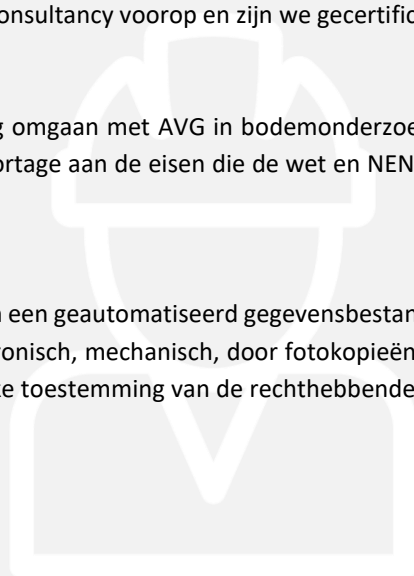 onsultancy voorop en zijn we gecertific
omgaan met AVG in bodemonderzoe
ortage aan de eisen die de wet en NEN
een geautomatiseerd gegevensbestan
ronisch, mechanisch, door fotokopieën
ke toestemming van de rechthebbende